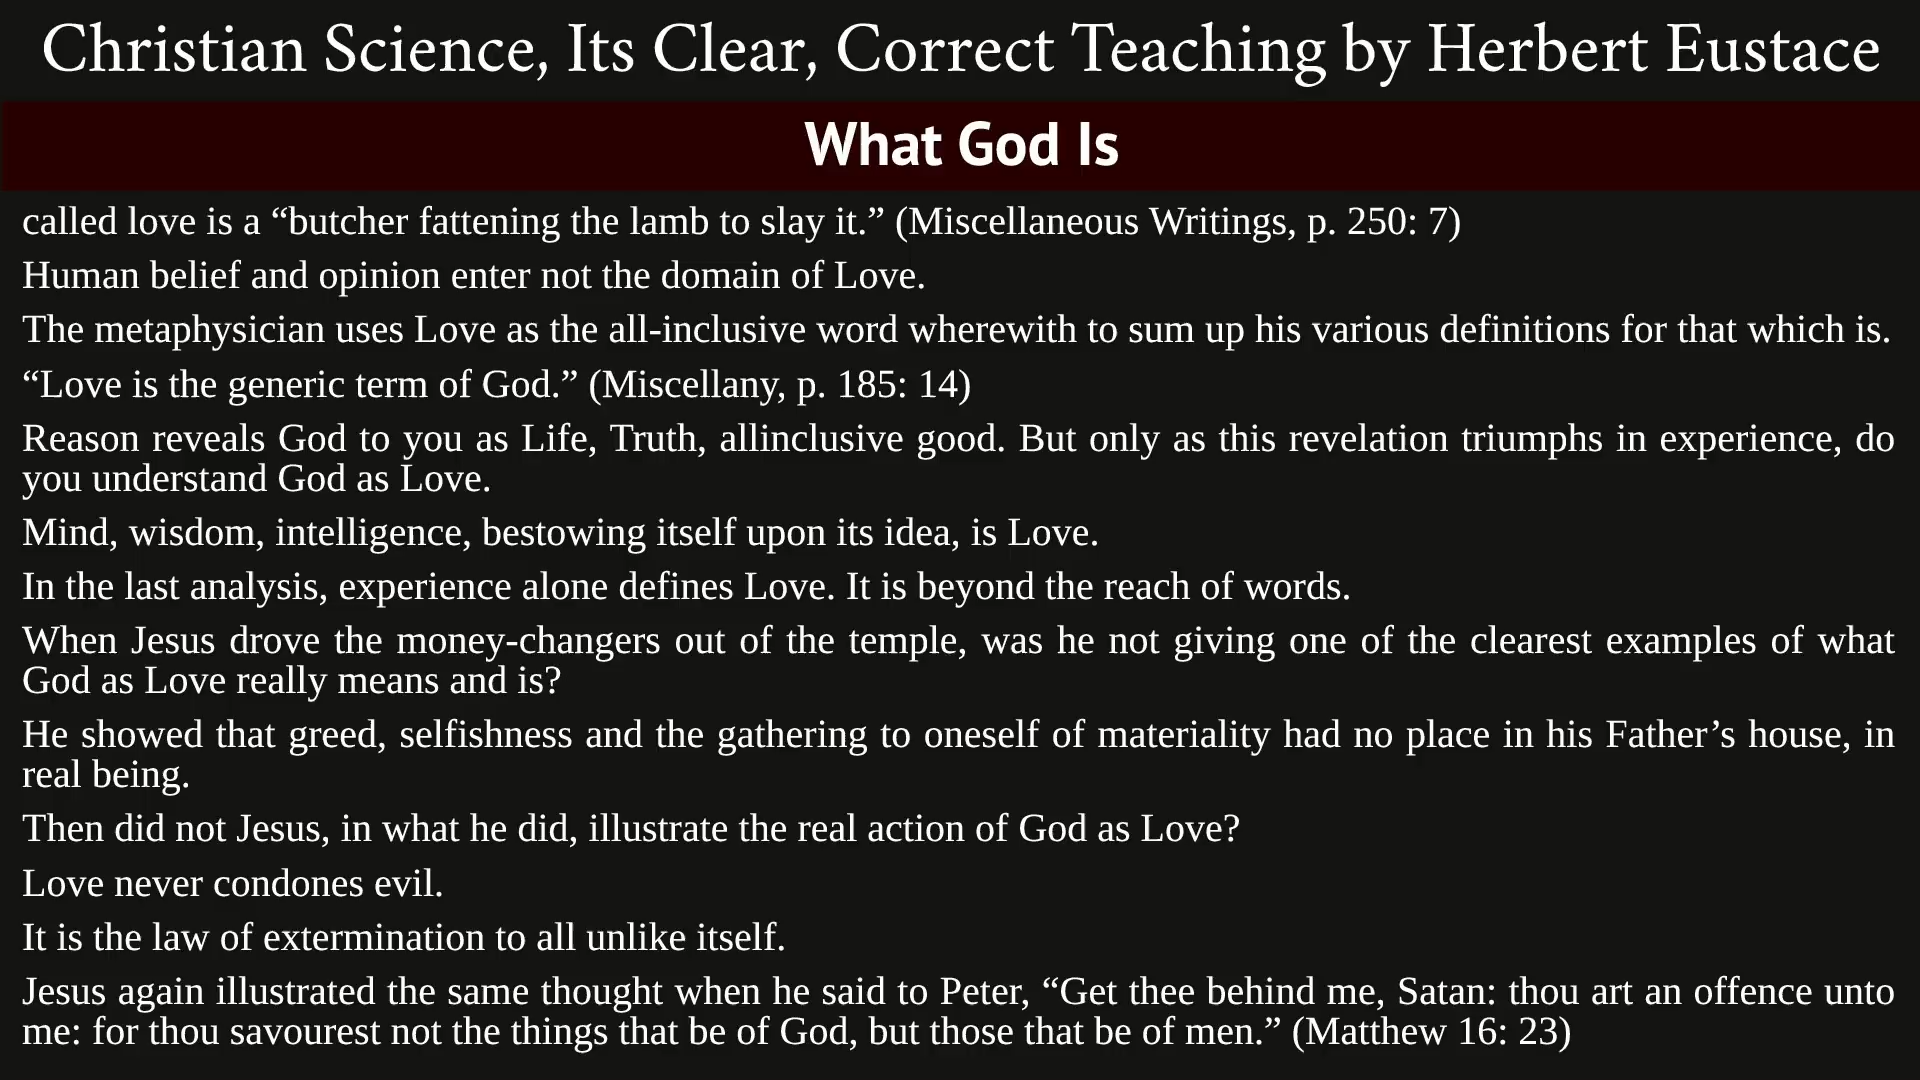 Christian Science, Its Clear, Correct Teaching by Herbert Eustace
What God Is
called love is a “butcher fattening the lamb to slay it.” (Miscellaneous Writings, p. 250: 7)
Human belief and opinion enter not the domain of Love.
The metaphysician uses Love as the all-inclusive word wherewith to sum up his various definitions for that which is.
“Love is the generic term of God.” (Miscellany, p. 185: 14)
Reason reveals God to you as Life, Truth, allinclusive good. But only as this revelation triumphs in experience, do
you understand God as Love.
Mind, wisdom, intelligence, bestowing itself upon its idea, is Love.
In the last analysis, experience alone defines Love. It is beyond the reach of words.
When Jesus drove the money-changers out of the temple, was he not giving one of the clearest examples of what
God as Love really means and is?
He showed that greed, selfishness and the gathering to oneself of materiality had no place in his Father’s house, in
real being.
Then did not Jesus, in what he did, illustrate the real action of God as Love?
Love never condones evil.
It is the law of extermination to all unlike itself.
Jesus again illustrated the same thought when he said to Peter, “Get thee behind me, Satan: thou art an offence unto
me: for thou savourest not the things that be of God, but those that be of men.” (Matthew 16: 23)